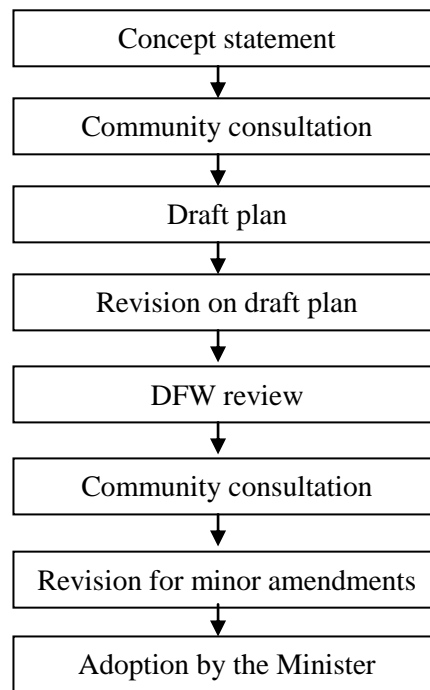 Concept statement
Community consultation
Draft plan
Revision on draft plan
DFW review
Community consultation
Revision for minor amendments
Adoption by the Minister